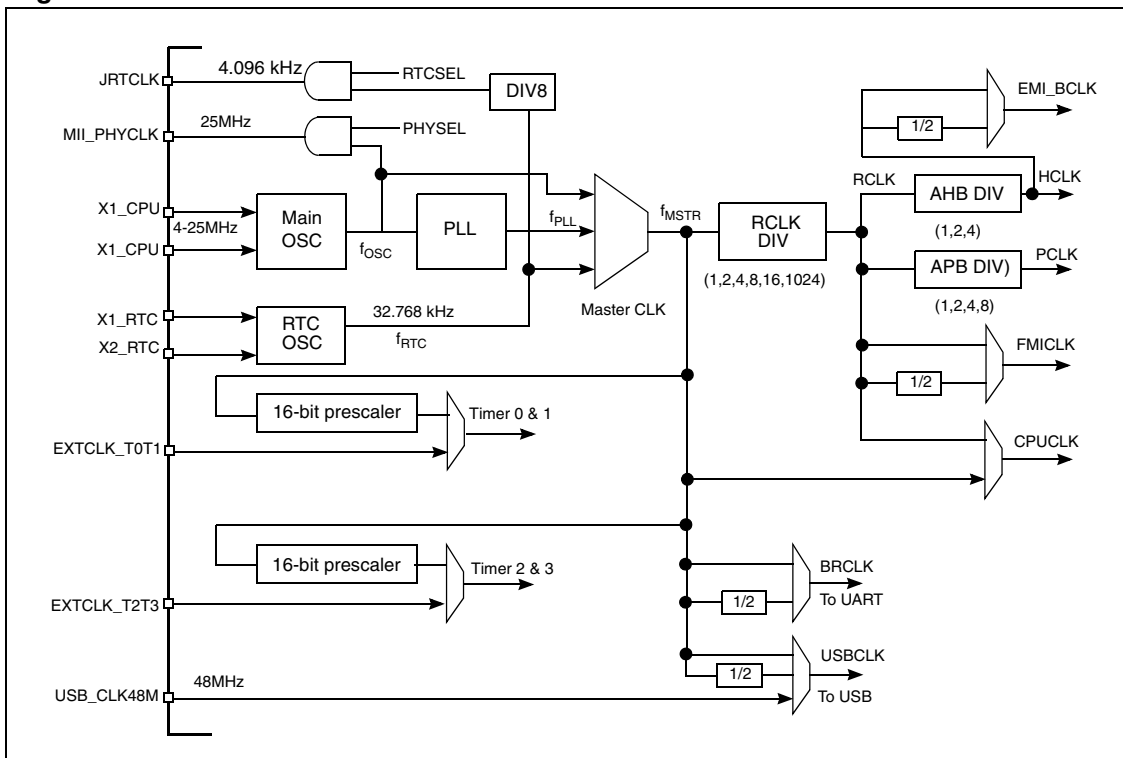 JRTCLK
4.096 kHz
RTCSEL
DIV8
EMI_BCLK
MII_PHYCLK
25MHz
PHYSEL
1/2
RCLK
HCLK
X1_CPU
4-25MHz
X1_CPU
Main
OSC
fOSC
PLL
fPLL
fMSTR
RCLK
DIV
(1,2,4,8,16,1024)
AHB DIV
(1,2,4)
PCLK
APB DIV)
(1,2,4,8)
Master CLK
X1_RTC
X2_RTC
RTC
OSC
32.768 kHz
fRTC
FMICLK
1/2
16-bit prescaler
Timer 0 & 1
EXTCLK_T0T1
CPUCLK
16-bit prescaler
Timer 2 & 3
EXTCLK_T2T3
BRCLK
1/2
To UART
USBCLK
1/2
To USB
USB_CLK48M
48MHz